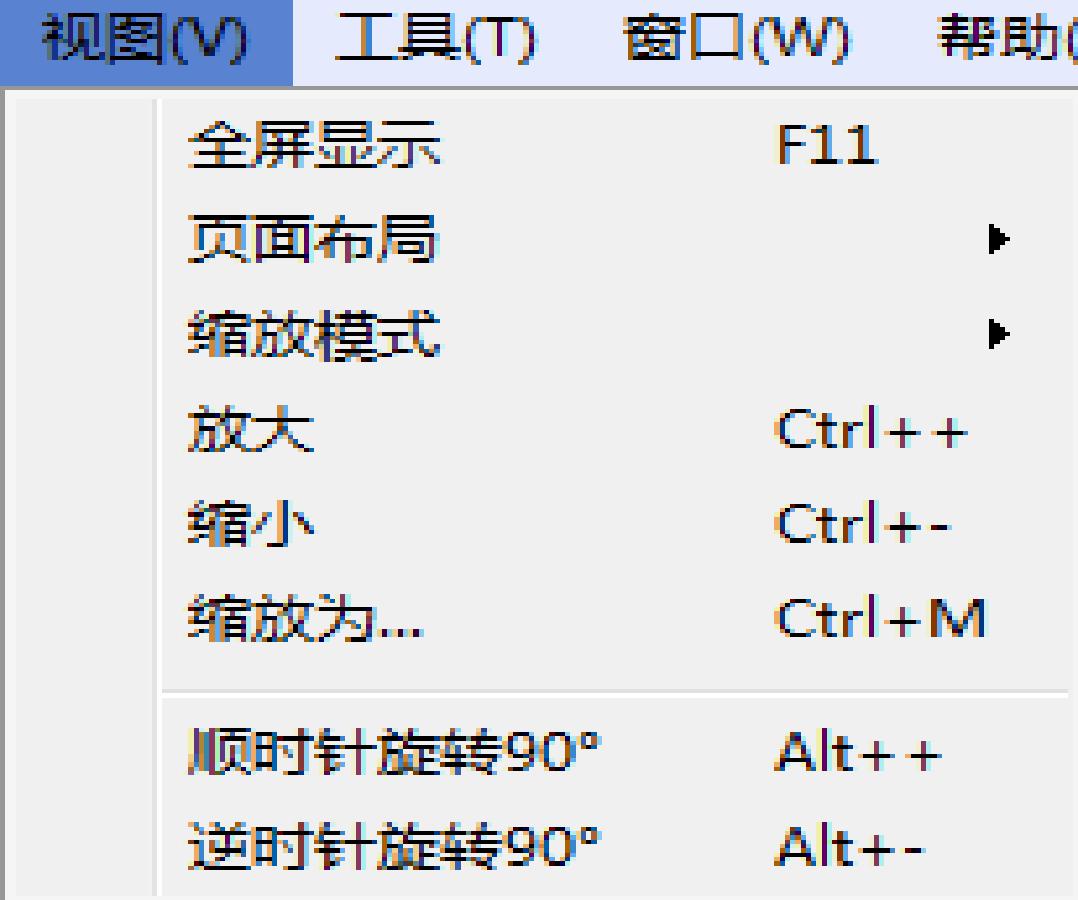 视图(V) 工具(T) 窗口(W) 帮助(
全屏显示 F11
页面布局
缩放模式
放大 Ctrl++
缩小 Ctrl+-
缩放为... Ctrl+M
顺时针旋转90° Alt++
逆时针旋转90° Alt+-